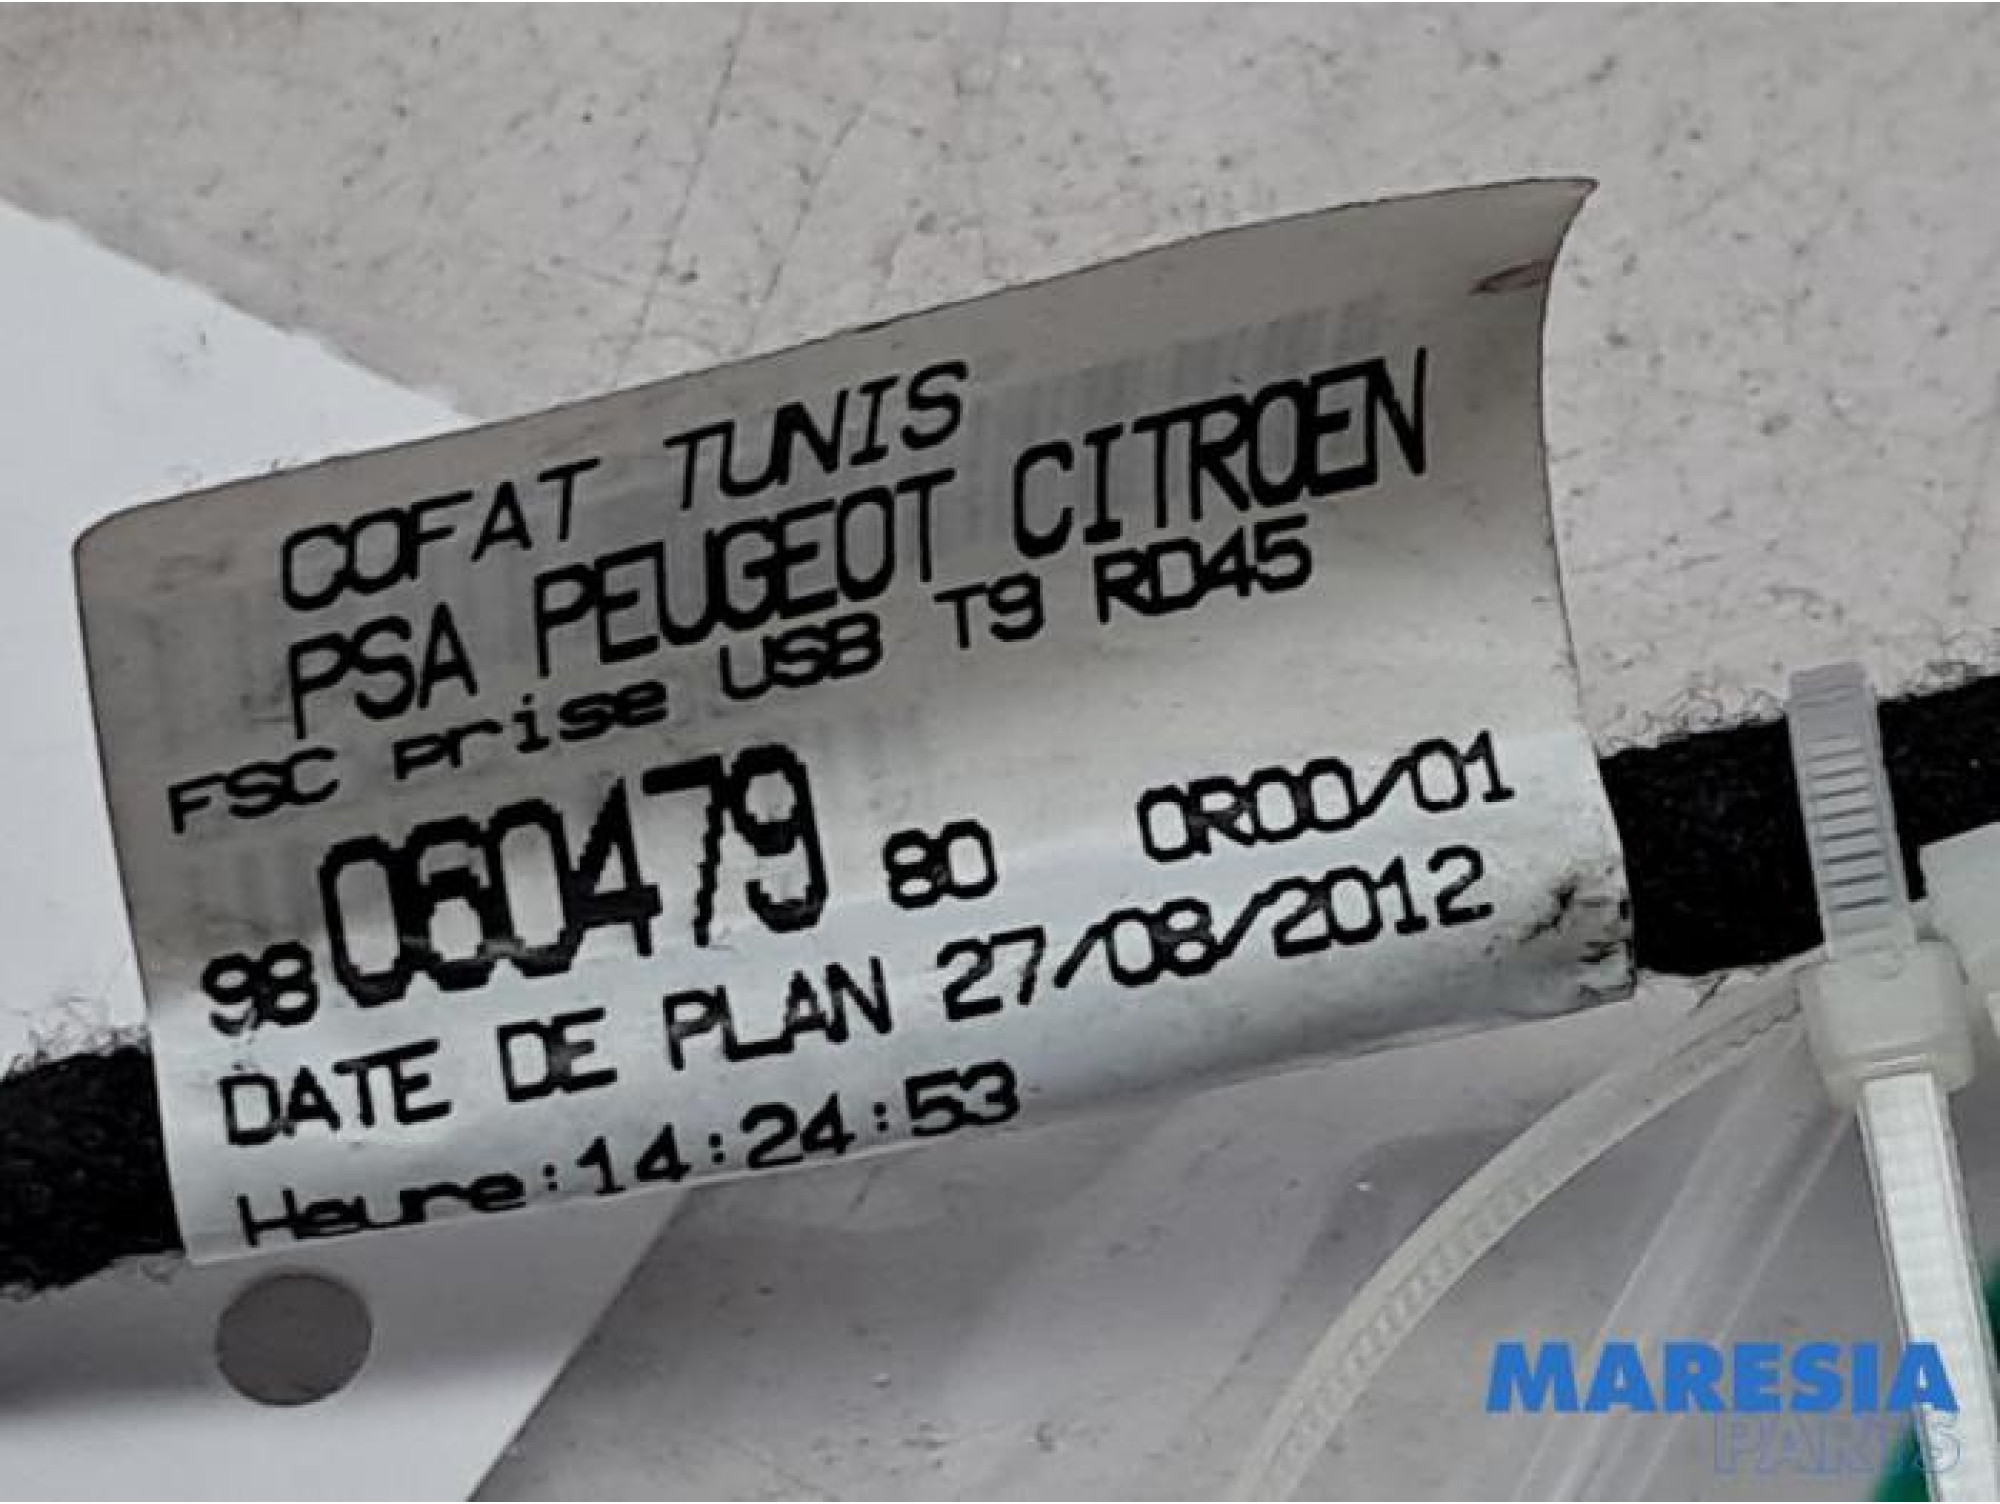 COFAT TUNIS
PSA PEUGEOT CITROEN
FSC prise USB T9 RD45
98 060479 80 OR00/01
DATE DE PLAN 27/08/2012
Heure:14:24:53
MARESIA
PARTS